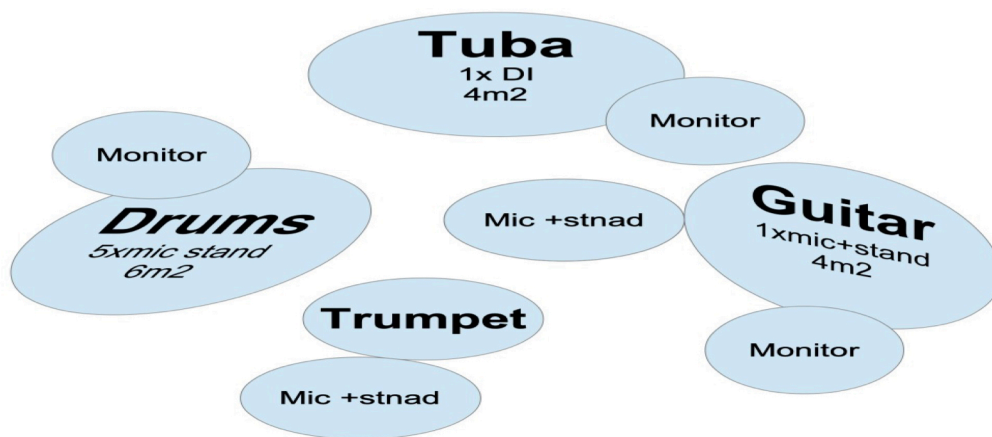 Tuba
1x DI
4m2
Monitor
Monitor
Drums
5xmic stand
6m2
Mic +stnad
Guitar
1xmic+stand
4m2
Trumpet
Monitor
Mic +stnad